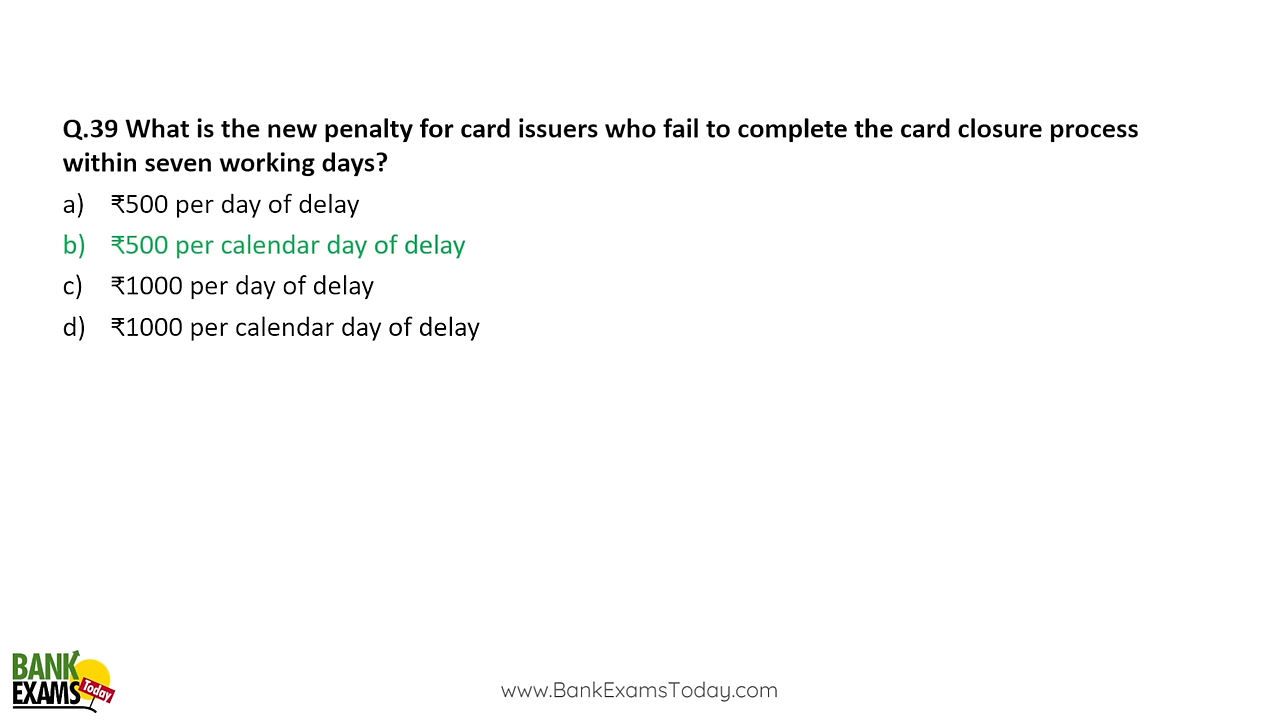 Q.39 What is the new penalty for card issuers who fail to complete the card closure process
within seven working days?
a) ₹500 per day of delay
b) ₹500 per calendar day of delay
c) ₹1000 per day of delay
d) ₹1000 per calendar day of delay
BANK
EXAMS
Today
www.BankExamsToday.com